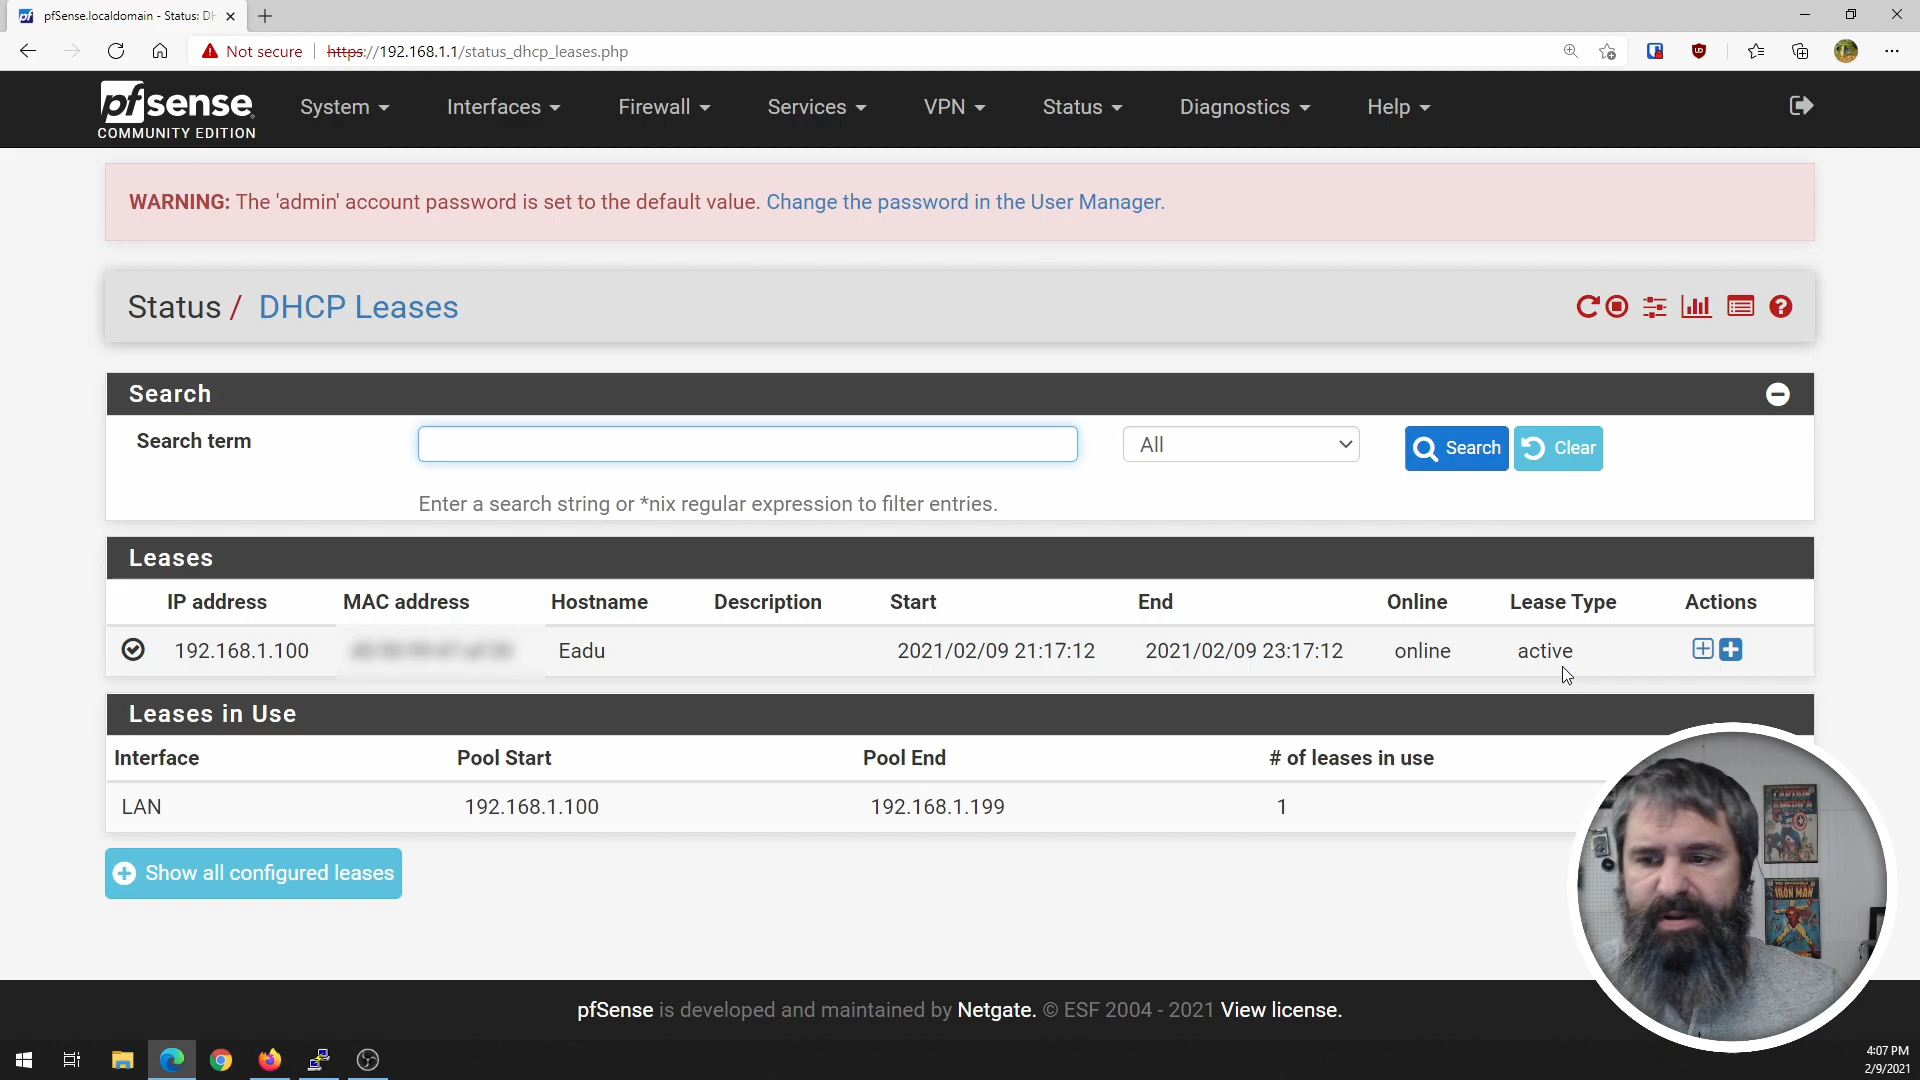 pfSense.localdomain - Status: DH
Not secure https://192.168.1.1/status_dhcp_leases.php
pfsense
COMMUNITY EDITION
System Interfaces Firewall Services VPN Status Diagnostics Help
WARNING: The 'admin' account password is set to the default value. Change the password in the User Manager.
Status / DHCP Leases
Search
Search term All Search Clear
Enter a search string or *nix regular expression to filter entries.
Leases
IP address MAC address Hostname Description Start End Online Lease Type Actions
192.168.1.100 Eadu 2021/02/09 21:17:12 2021/02/09 23:17:12 online active
Leases in Use
Interface Pool Start Pool End # of leases in use
LAN 192.168.1.100 192.168.1.199 1
Show all configured leases
CAPTAIN AMERICA
IRON MAN
pfSense is developed and maintained by Netgate. © ESF 2004 - 2021 View license.
4:07 PM
2/9/2021